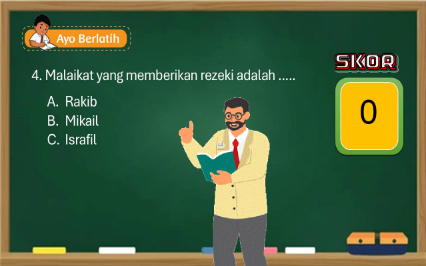 Ayo Berlatih
SKOR
4. Malaikat yang memberikan rezeki adalah .....
0
A. Rakib
B. Mikail
C. Israfil